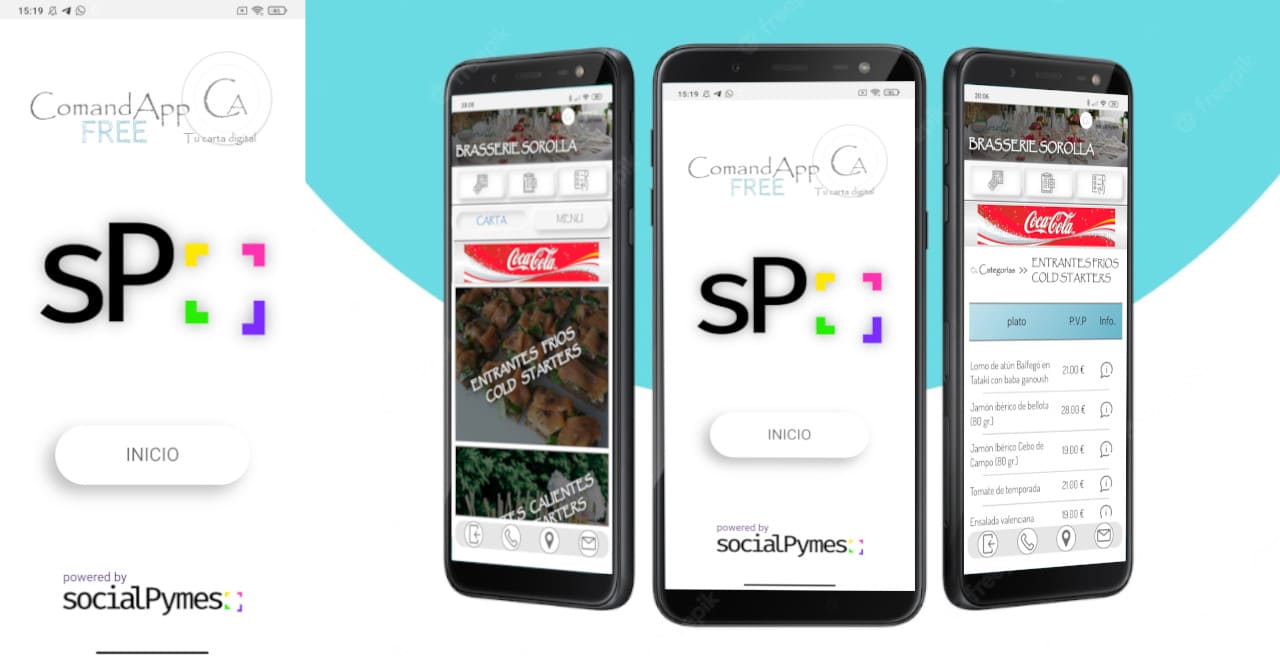 15:19
ComandApp
CA
FREE
Tu carta digital
sP
INICIO
powered by
socialPymes
BRASSERIE SOROLLA
CARTA
MENU
Coca-Cola
ENTRANTES FRIOS
COLD STARTERS
CALIENTES
STARTERS
15:19
ComandApp
CA
FREE
Tu carta digital
sP
INICIO
powered by
socialPymes
20:06
BRASSERIE SOROLLA
Coca-Cola
Categorías >> ENTRANTES FRIOS
COLD STARTERS
plato P.V.P Info.
Lomo de atún Balfegó en
Tataki con baba ganoush 21.00 €
Jamón ibérico de bellota
(80 gr.) 28.00 €
Jamón Ibérico Cebo de
Campo (80 gr.) 19.00 €
Tomate de temporada 21.00 €
Ensalada valenciana 19.00 €
freepik